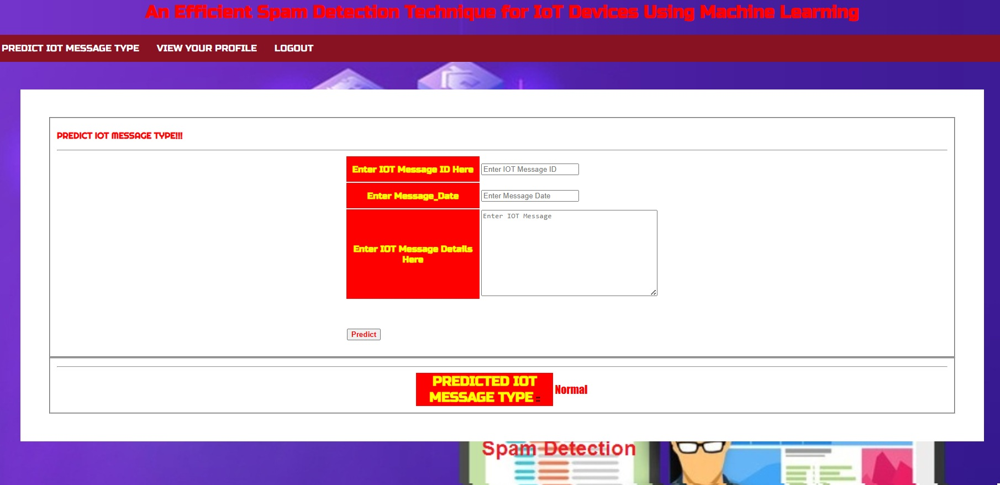 An Efficient Spam Detection Technique for IoT Devices Using Machine Learning
PREDICT IOT MESSAGE TYPE VIEW YOUR PROFILE LOGOUT
PREDICT IOT MESSAGE TYPE!!!
Enter IOT Message ID Here Enter IOT Message ID
Enter Message_Date Enter Message Date
Enter IOT Message
Enter IOT Message Details
Here
Predict
PREDICTED IOT
MESSAGE TYPE :: Normal
Spam Detection